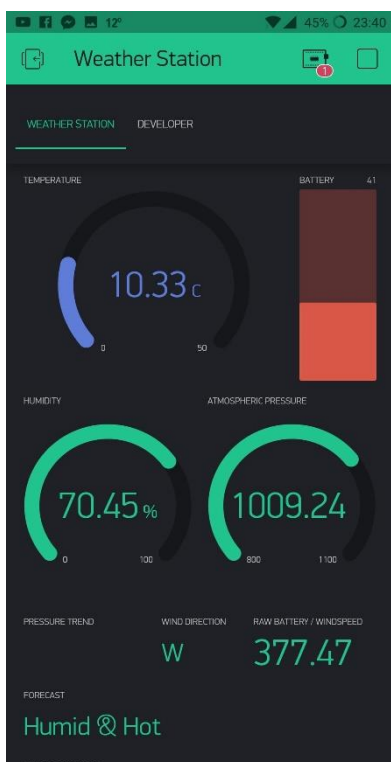 12° 45% 23:40
Weather Station
1
WEATHER STATION DEVELOPER
TEMPERATURE BATTERY 41
10.33 C
0 50
HUMIDITY ATMOSPHERIC PRESSURE
70.45 % 1009.24
0 100 800 1100
PRESSURE TREND WIND DIRECTION RAW BATTERY / WINDSPEED
W 377.47
FORECAST
Humid & Hot